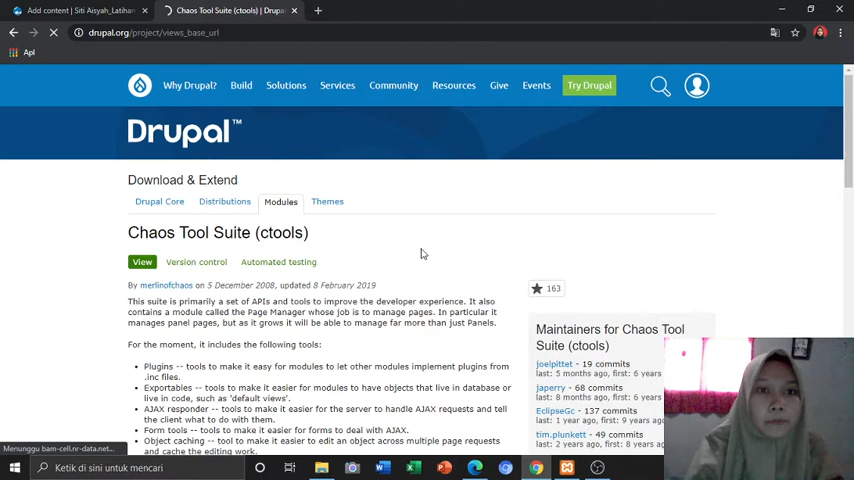 Add content | Siti Aisyah_Latihan
Chaos Tool Suite (ctools) | Drupal
drupal.org/project/views_base_url
Apl
Why Drupal?
Build
Solutions
Services
Community
Resources
Give
Events
Try Drupal
Drupal™
Download & Extend
Drupal Core
Distributions
Modules
Themes
Chaos Tool Suite (ctools)
View
Version control
Automated testing
By merlinofchaos on 5 December 2008, updated 8 February 2019
163
This suite is primarily a set of APIs and tools to improve the developer experience. It also
contains a module called the Page Manager whose job is to manage pages. In particular it
manages panel pages, but as it grows it will be able to manage far more than just Panels.
For the moment, it includes the following tools:
• Plugins -- tools to make it easy for modules to let other modules implement plugins from
.inc files.
• Exportables -- tools to make it easier for modules to have objects that live in database or
live in code, such as 'default views'.
• AJAX responder -- tools to make it easier for the server to handle AJAX requests and tell
the client what to do with them.
• Form tools -- tools to make it easier for forms to deal with AJAX.
• Object caching -- tool to make it easier to edit an object across multiple page requests
and cache the editing work.
Maintainers for Chaos Tool
Suite (ctools)
joelpittet - 19 commits
last: 5 months ago, first: 6 years
japerry - 68 commits
last: 5 months ago, first: 6 years
EclipseGc - 137 commits
last: 1 year ago, first: 9 years
tim.plunkett - 49 commits
last: 2 years ago, first: 8 years
Menunggu bam-cell.nr-data.net...
Ketik di sini untuk mencari